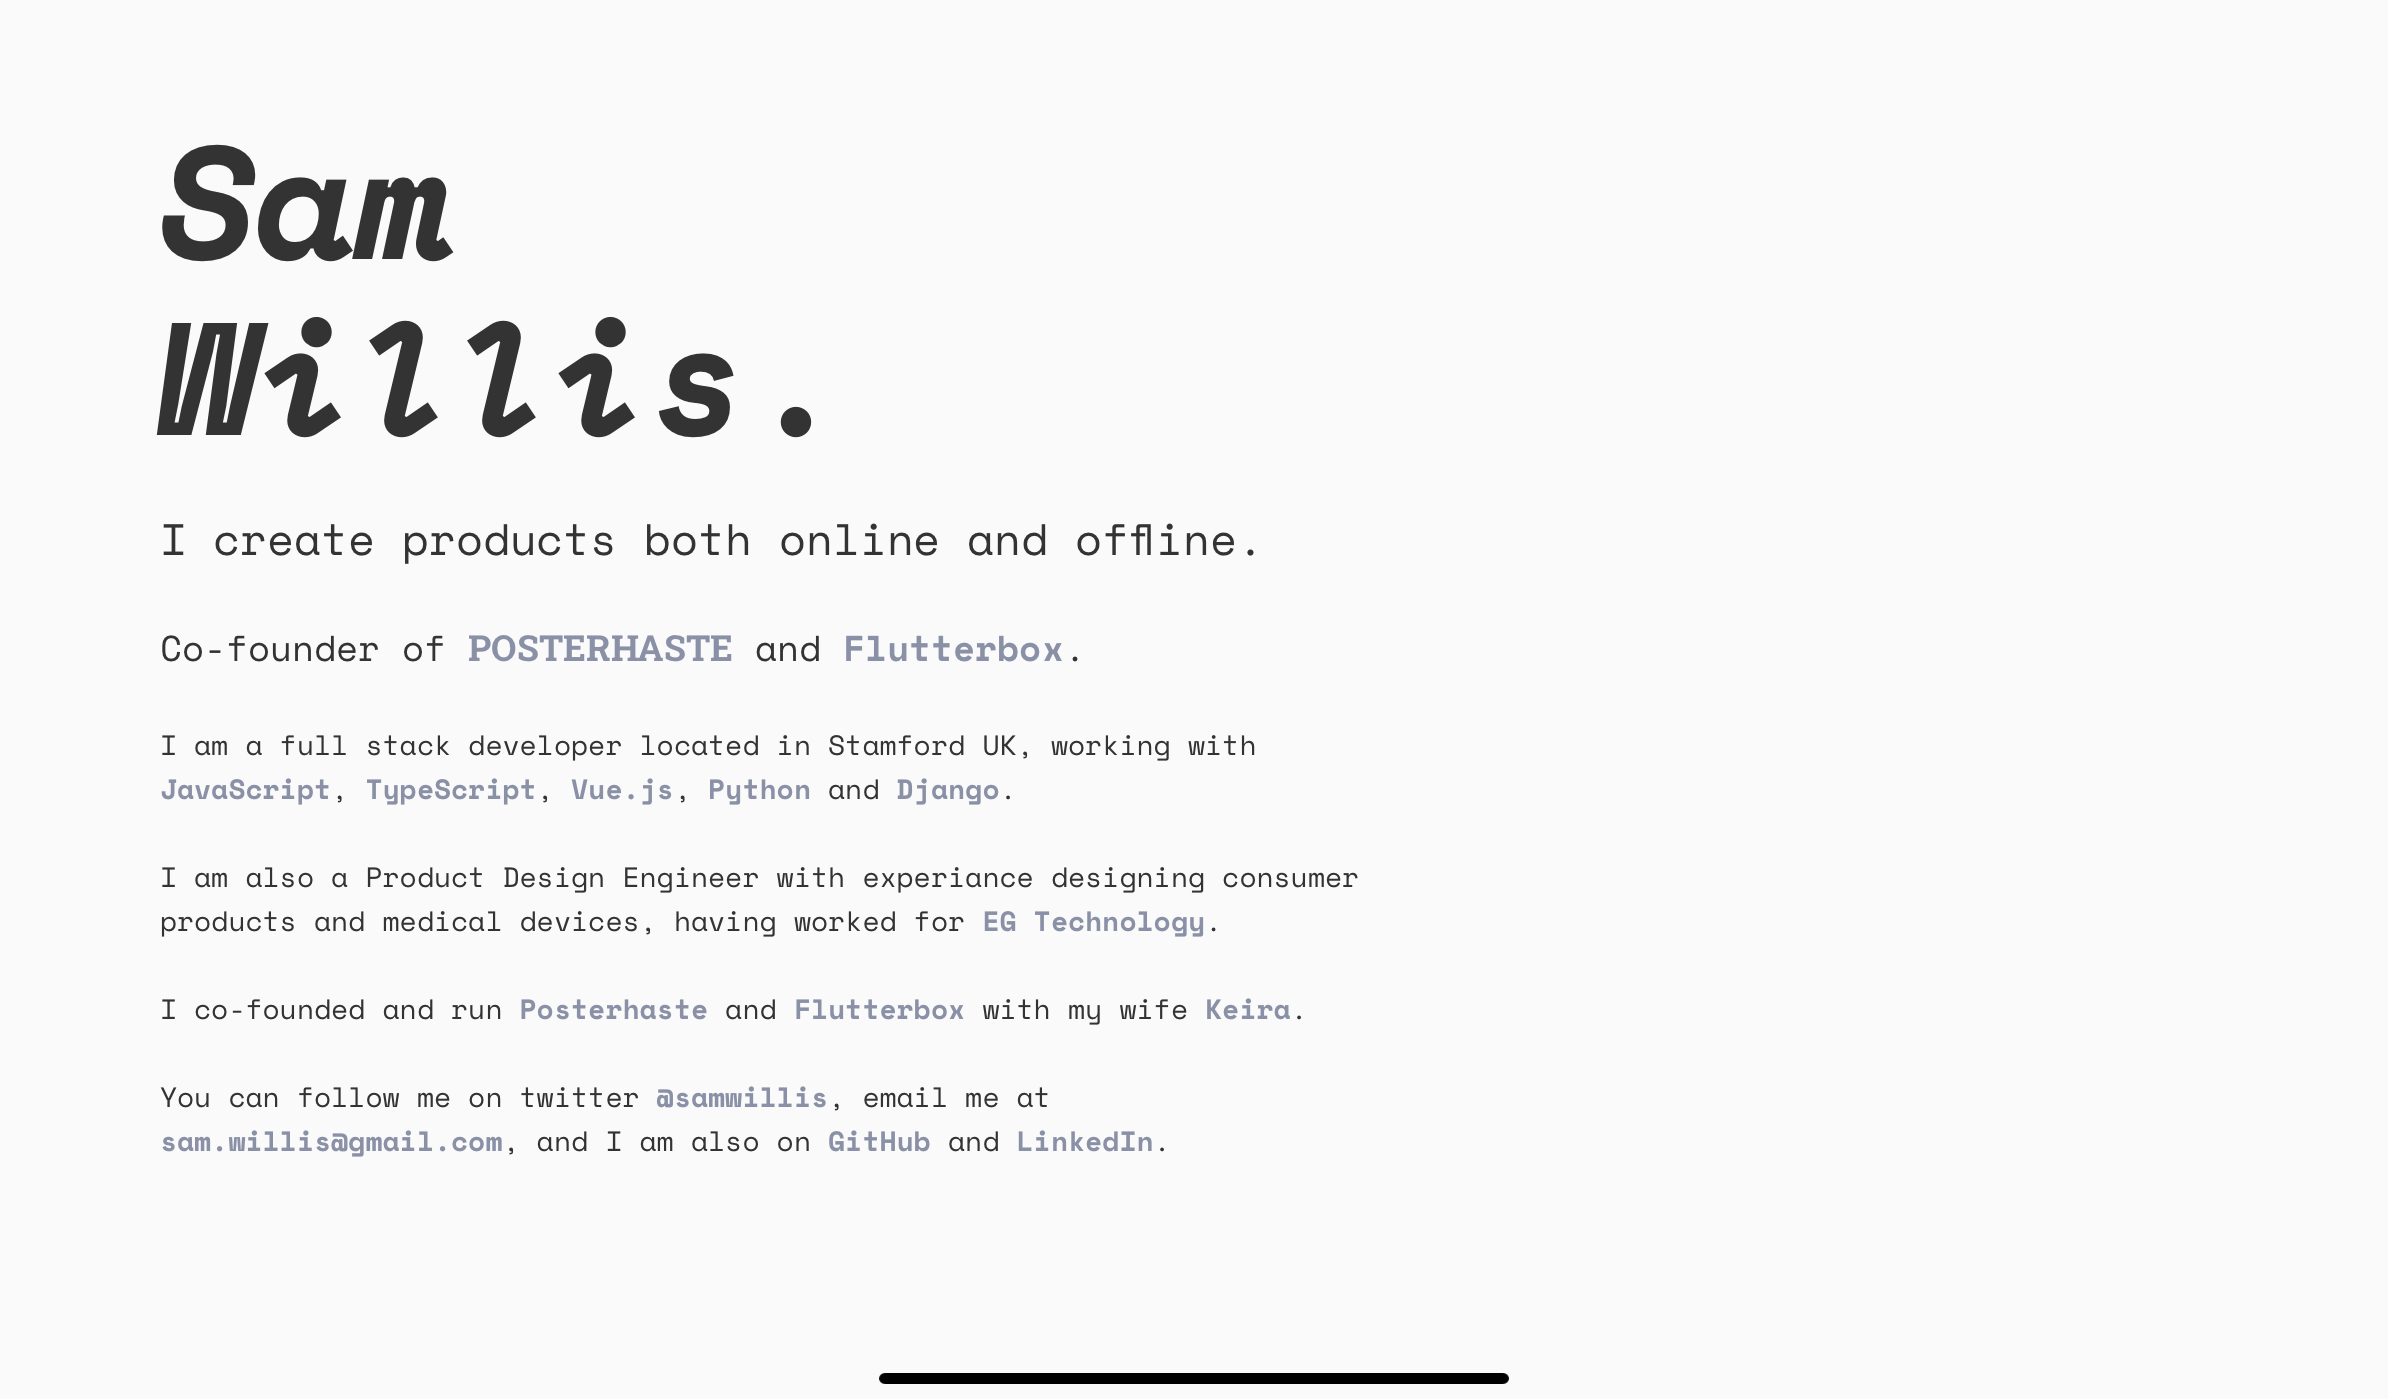 Sam
Willis.
I create products both online and offline.
Co-founder of POSTERHASTE and Flutterbox.
I am a full stack developer located in Stamford UK, working with
JavaScript, TypeScript, Vue.js, Python and Django.
I am also a Product Design Engineer with experiance designing consumer
products and medical devices, having worked for EG Technology.
I co-founded and run Posterhaste and Flutterbox with my wife Keira.
You can follow me on twitter @samwillis, email me at
sam.willis@gmail.com, and I am also on GitHub and LinkedIn.